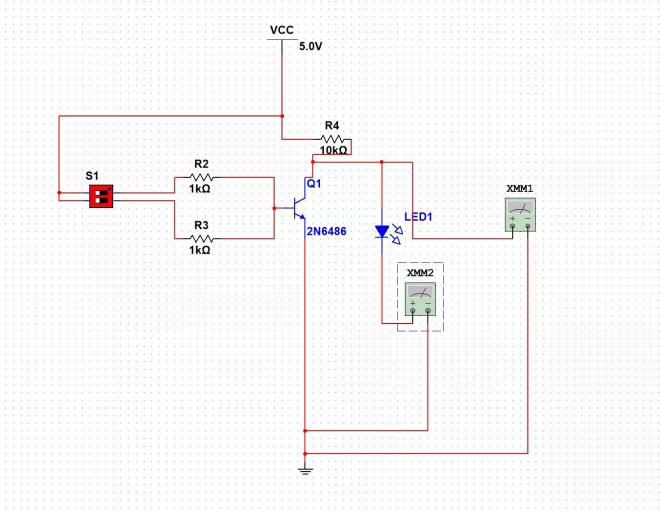 VCC
5.0V
R4
10kΩ
S1
R2
1kΩ
Q1
XMM1
R3
1kΩ
2N6486
LED1
XMM2